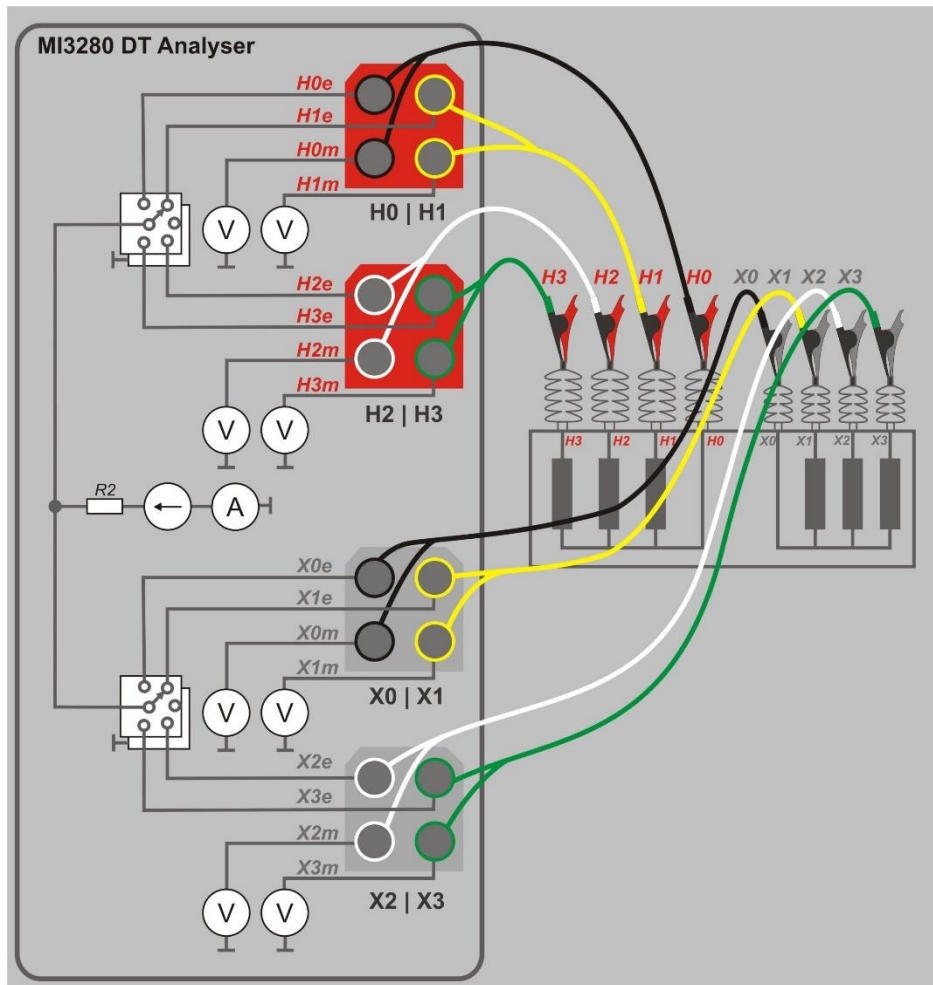 MI3280 DT Analyser
H0e
H1e
H0m
H1m
H0 | H1
V V
H2e
H3e
H2m
H3m
H2 | H3
V V
R2
A
X0e
X1e
X0m
X1m
X0 | X1
V V
X2e
X3e
X2m
X3m
X2 | X3
V V
H3 H2 H1 H0 X0 X1 X2 X3
H3 H2 H1 H0 X0 X1 X2 X3